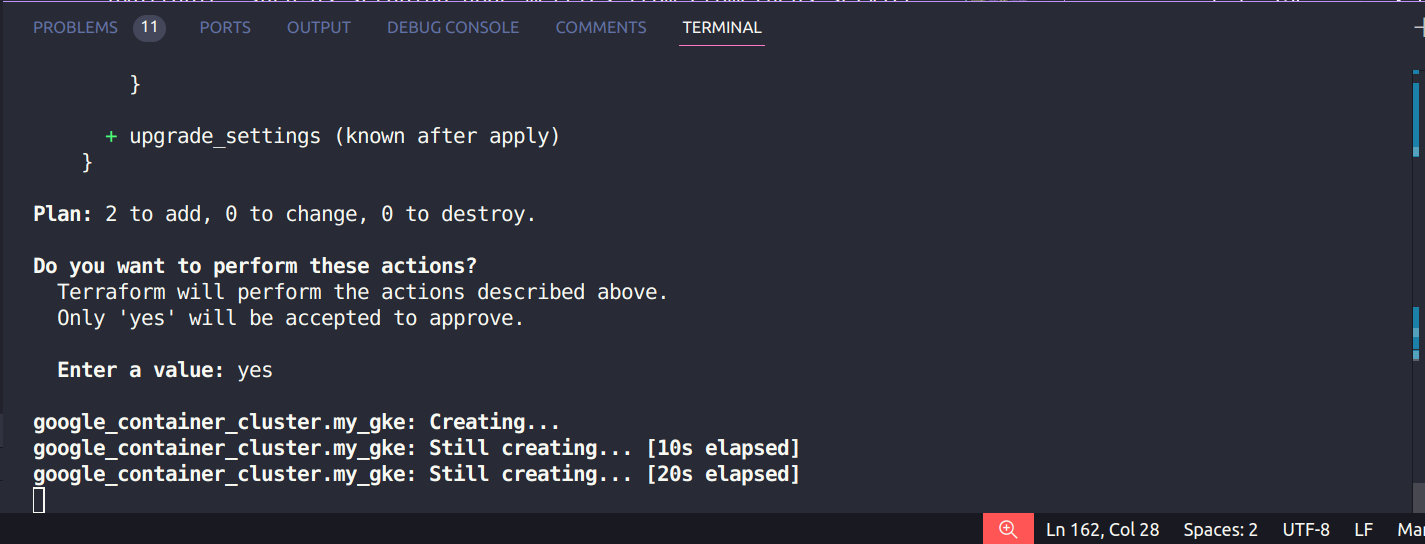 PROBLEMS 11 PORTS OUTPUT DEBUG CONSOLE COMMENTS TERMINAL
}
+ upgrade_settings (known after apply)
}
Plan: 2 to add, 0 to change, 0 to destroy.
Do you want to perform these actions?
Terraform will perform the actions described above.
Only 'yes' will be accepted to approve.
Enter a value: yes
google_container_cluster.my_gke: Creating...
google_container_cluster.my_gke: Still creating... [10s elapsed]
google_container_cluster.my_gke: Still creating... [20s elapsed]
Ln 162, Col 28 Spaces: 2 UTF-8 LF Mar